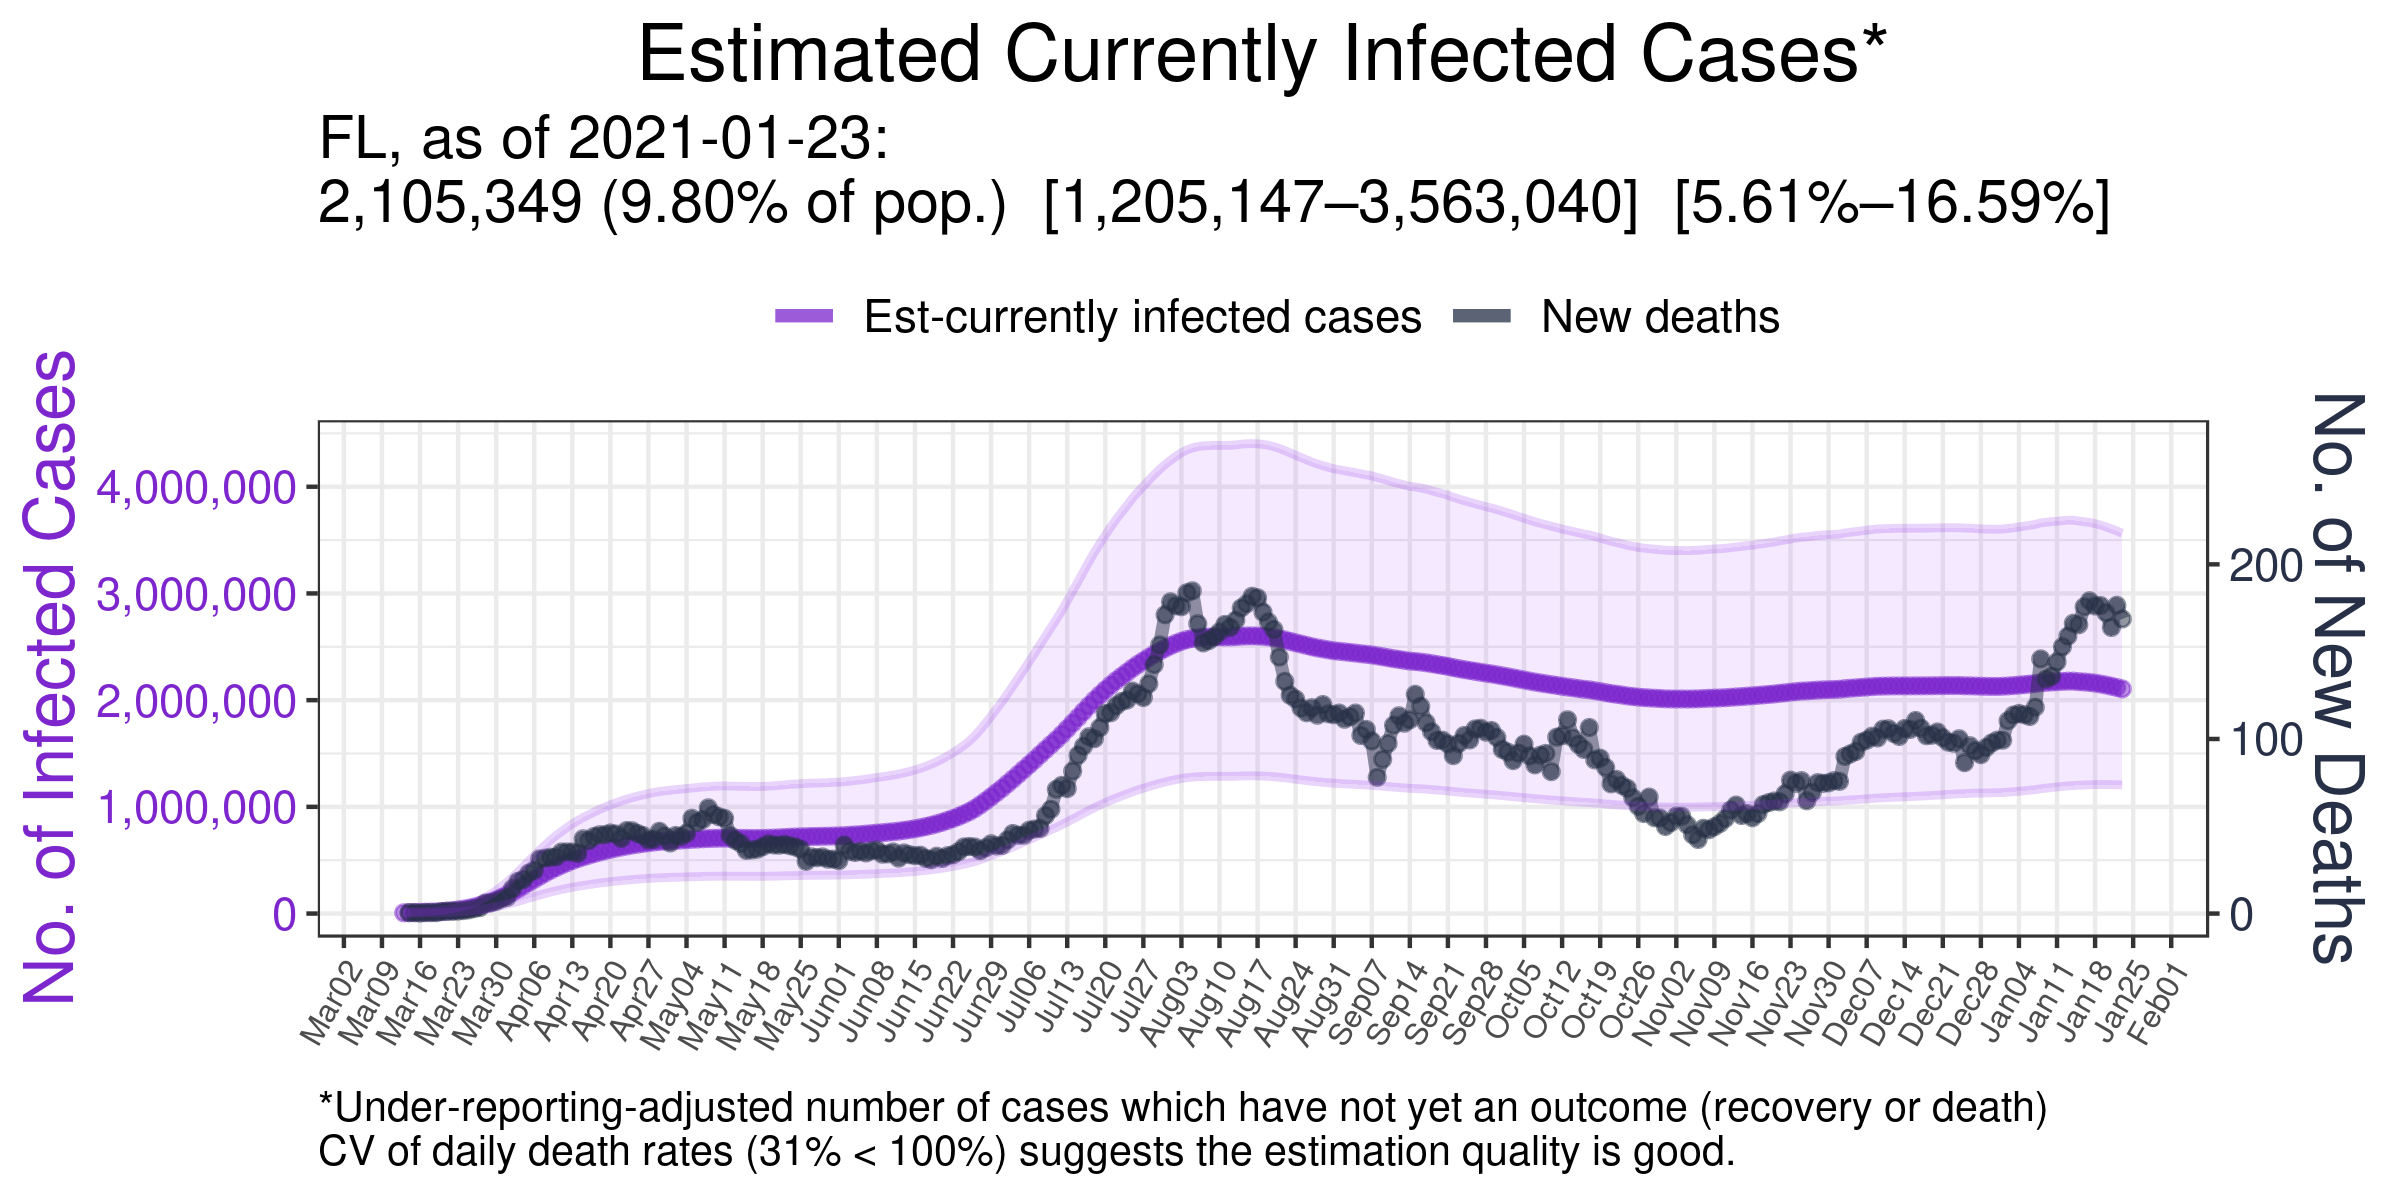 Estimated Currently Infected Cases*
FL, as of 2021-01-23:
2,105,349 (9.80% of pop.) [1,205,147–3,563,040] [5.61%–16.59%]
Est-currently infected cases
New deaths
No. of Infected Cases
4,000,000
3,000,000
2,000,000
1,000,000
0
No. of New Deaths
200
100
0
Mar02
Mar09
Mar16
Mar23
Mar30
Apr06
Apr13
Apr20
Apr27
May04
May11
May18
May25
Jun01
Jun08
Jun15
Jun22
Jun29
Jul06
Jul13
Jul20
Jul27
Aug03
Aug10
Aug17
Aug24
Aug31
Sep07
Sep14
Sep21
Sep28
Oct05
Oct12
Oct19
Oct26
Nov02
Nov09
Nov16
Nov23
Nov30
Dec07
Dec14
Dec21
Dec28
Jan04
Jan11
Jan18
Jan25
Feb01
*Under-reporting-adjusted number of cases which have not yet an outcome (recovery or death)
CV of daily death rates (31% < 100%) suggests the estimation quality is good.